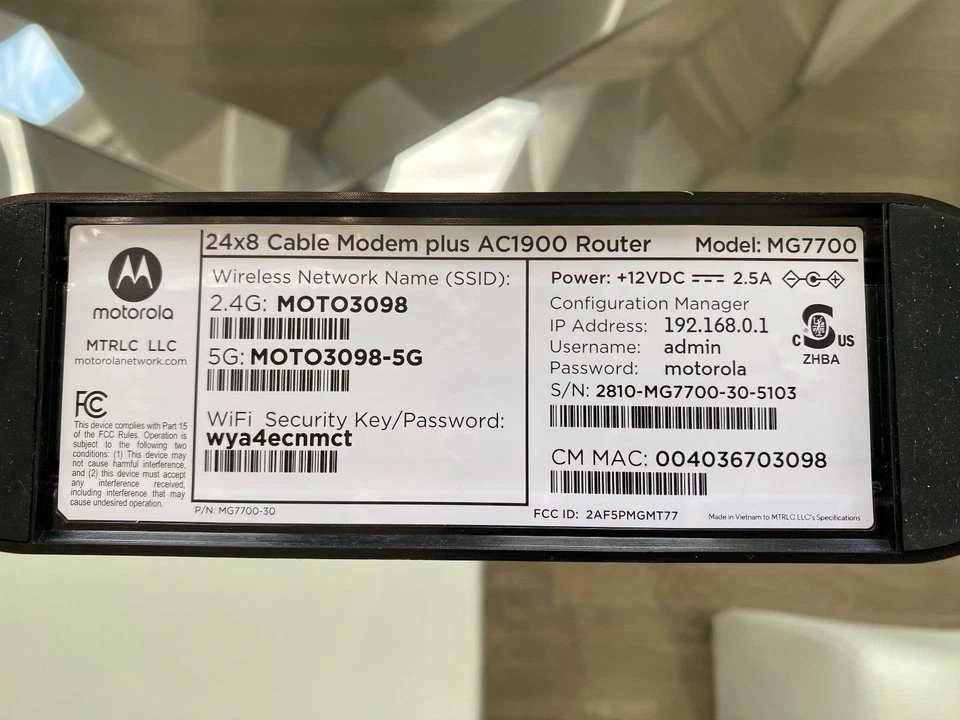 24x8 Cable Modem plus AC1900 Router Model: MG7700
motorola
MTRLC LLC
motorolanetwork.com
FC
This device complies with Part 15
of the FCC Rules. Operation is
subject to the following two
conditions: (1) This device may
not cause harmful interference,
and (2) this device must accept
any interference received,
including interference that may
cause undesired operation.
Wireless Network Name (SSID):
2.4G: MOTO3098
5G: MOTO3098-5G
WiFi Security Key/Password:
wya4ecnmct
P/N: MG7700-30
Power: +12VDC 2.5A
Configuration Manager
IP Address: 192.168.0.1
Username: admin
Password: motorola
S/N: 2810-MG7700-30-5103
C US
ZHBA
CM MAC: 004036703098
FCC ID: 2AF5PMGMT77
Made in Vietnam to MTRLC LLC's Specifications